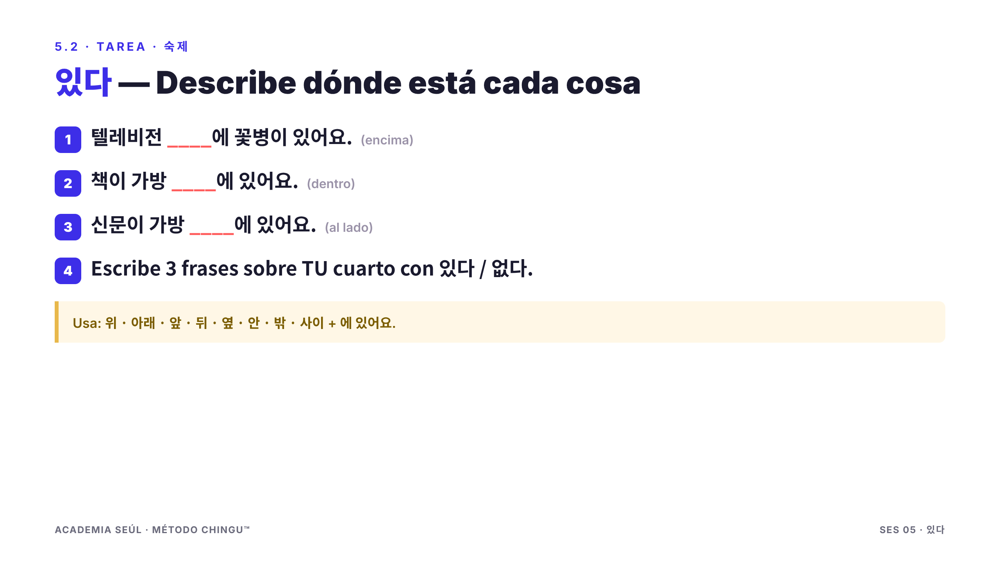 5.2 · TAREA · 숙제
있다 — Describe dónde está cada cosa
1 텔레비전 ____에 꽃병이 있어요. (encima)
2 책이 가방 ____에 있어요. (dentro)
3 신문이 가방 ____에 있어요. (al lado)
4 Escribe 3 frases sobre TU cuarto con 있다 / 없다.
Usa: 위 · 아래 · 앞 · 뒤 · 옆 · 안 · 밖 · 사이 + 에 있어요.
ACADEMIA SEÚL · MÉTODO CHINGU™
SES 05 · 있다